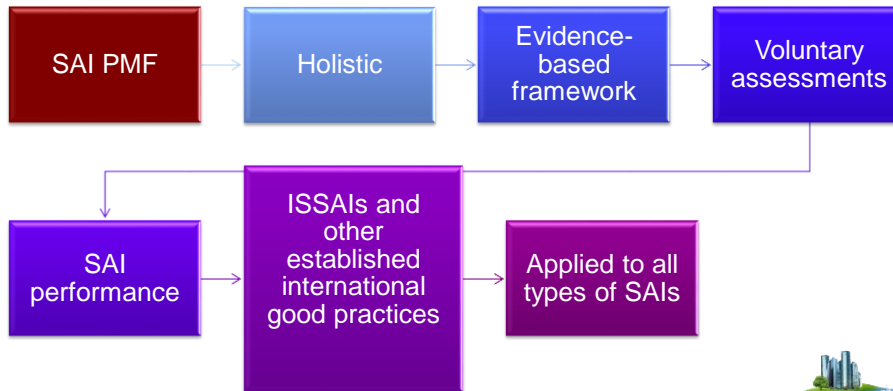 SAI PMF
Holistic
Evidence-
based
framework
Voluntary
assessments
SAI
performance
ISSAIs and
other
established
international
good practices
Applied to all
types of SAIs